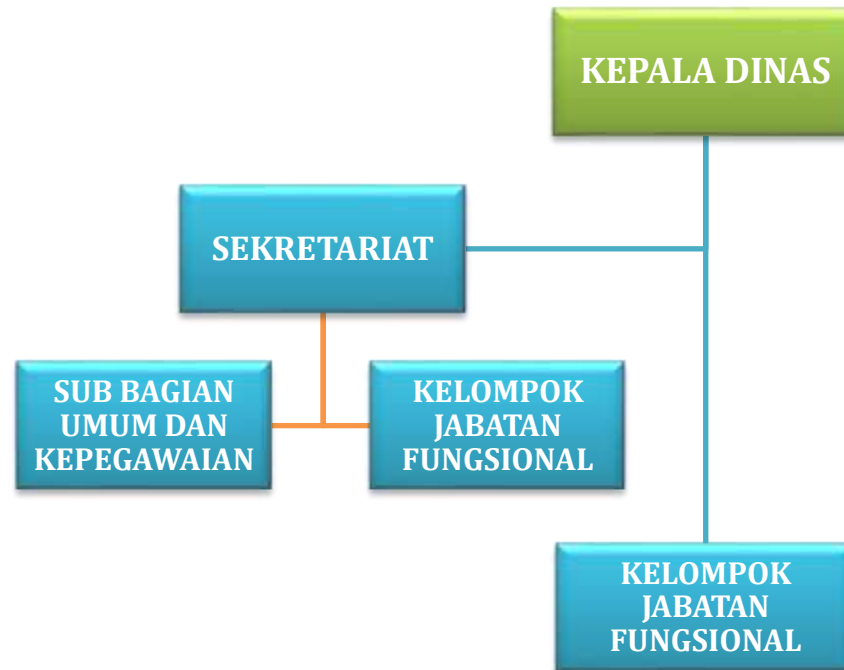 KEPALA DINAS
SEKRETARIAT
SUB BAGIAN
UMUM DAN
KEPEGAWAIAN
KELOMPOK
JABATAN
FUNGSIONAL
KELOMPOK
JABATAN
FUNGSIONAL